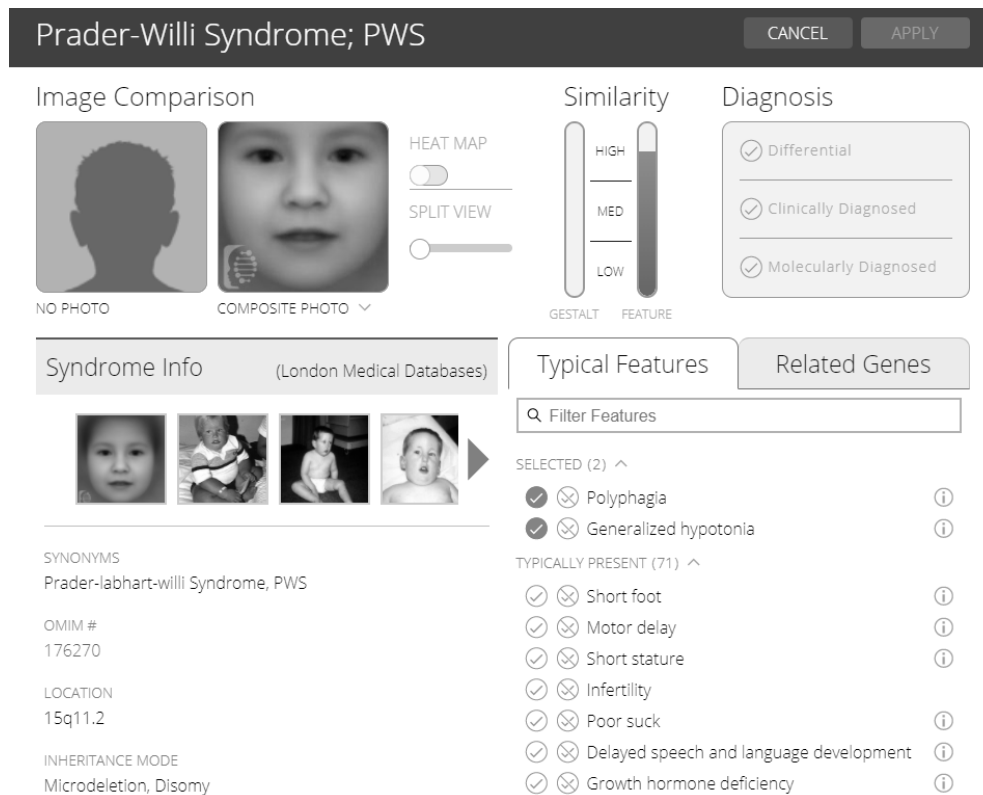 Prader-Willi Syndrome; PWS
CANCEL
APPLY
Image Comparison
Similarity
Diagnosis
HEAT MAP
SPLIT VIEW
HIGH
MED
LOW
Differential
Clinically Diagnosed
Molecularly Diagnosed
NO PHOTO
COMPOSITE PHOTO
GESTALT
FEATURE
Syndrome Info
(London Medical Databases)
SYNONYMS
Prader-labhart-willi Syndrome, PWS
OMIM #
176270
LOCATION
15q11.2
INHERITANCE MODE
Microdeletion, Disomy
Typical Features
Related Genes
Filter Features
SELECTED (2)
Polyphagia
Generalized hypotonia
TYPICALLY PRESENT (71)
Short foot
Motor delay
Short stature
Infertility
Poor suck
Delayed speech and language development
Growth hormone deficiency